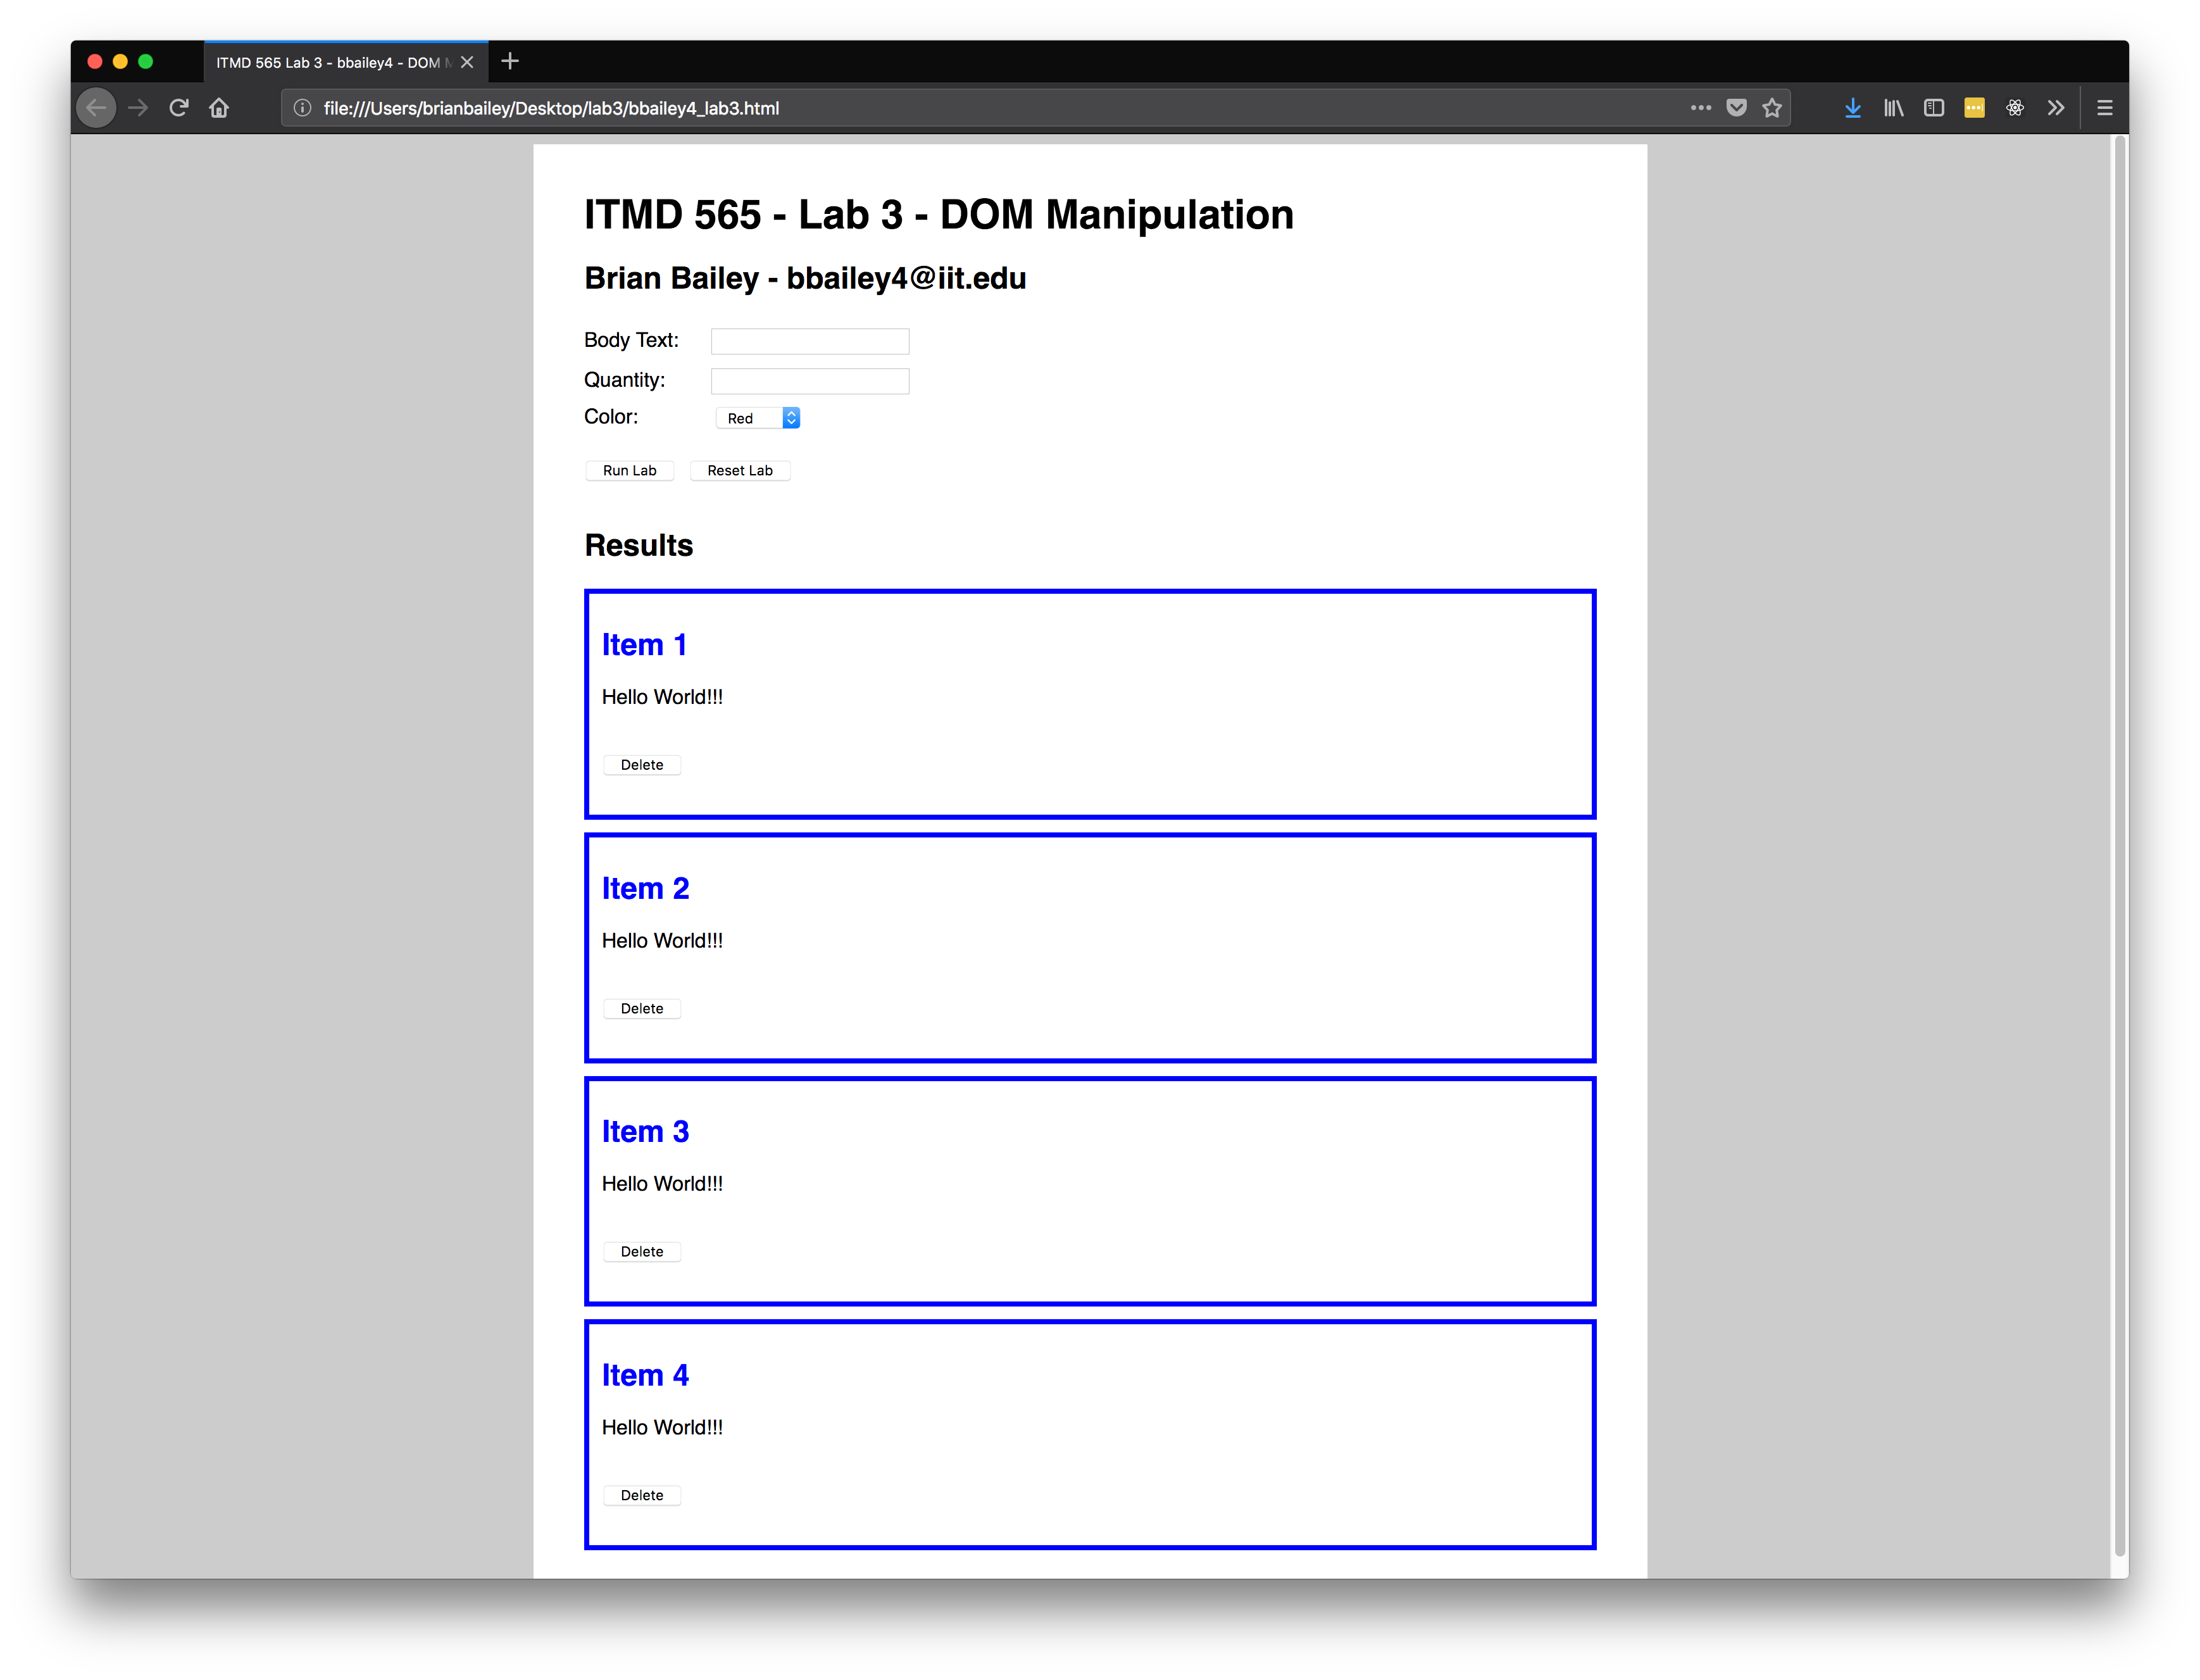 ITMD 565 Lab 3 - bbailey4 - DOM
file:///Users/brianbailey/Desktop/lab3/bbailey4_lab3.html
ITMD 565 - Lab 3 - DOM Manipulation
Brian Bailey - bbailey4@iit.edu
Body Text:
Quantity:
Color: Red
Run Lab Reset Lab
Results
Item 1
Hello World!!!
Delete
Item 2
Hello World!!!
Delete
Item 3
Hello World!!!
Delete
Item 4
Hello World!!!
Delete